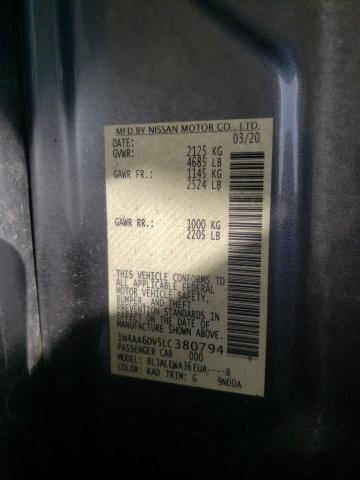 MFD BY NISSAN MOTOR CO., LTD.
DATE: 03/20
GVWR: 2125 KG
4685 LB
GAWR FR.: 1145 KG
2524 LB
GAWR RR.: 1000 KG
2205 LB
THIS VEHICLE CONFORMS TO
ALL APPLICABLE FEDERAL
MOTOR VEHICLE SAFETY,
BUMPER, AND THEFT
PREVENTION STANDARDS IN
EFFECT ON THE DATE OF
MANUFACTURE SHOWN ABOVE.
1N4AA6DV5LC380794
PASSENGER CAR 000
MODEL: BL3ALEWA36EUA----B
COLOR: KAD TRIM: G 9N00A